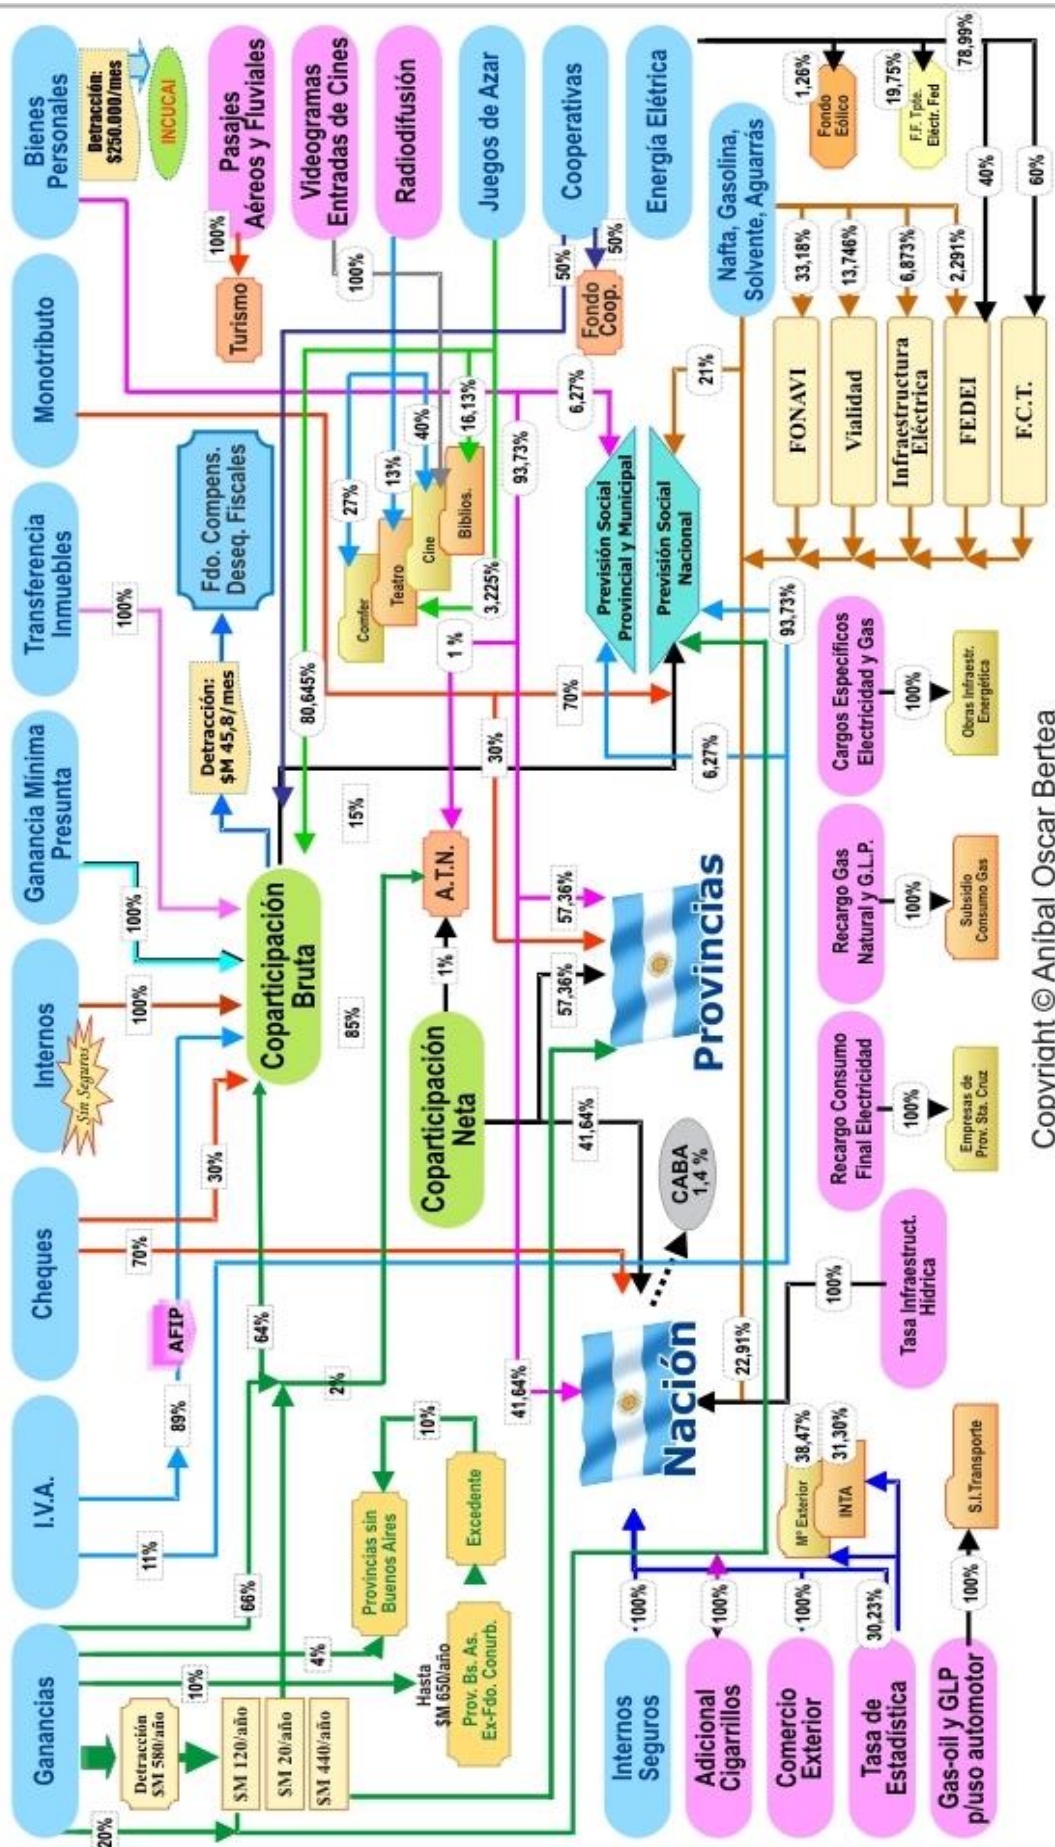 Ganancias
I.V.A.
Cheques
Internos
Sin Seguros
Ganancia Mínima
Presunta
Transferencia
Inmuebles
Monotributo
Bienes
Personales
Detracción:
$250.000/mes
INCUCAI
Pasajes
Aéreos y Fluviales
100%
Turismo
Videogramas
Entradas de Cines
100%
Radiodifusión
Juegos de Azar
Cooperativas
50%
50%
Fondo
Coop.
Energía Elétrica
1,26%
Fondo
Eólico
19,75%
F.F. Tpte.
Eléctr. Fed
78,99%
40%
60%
Nafta, Gasolina,
Solvente, Aguarrás
33,18%
13,746%
6,873%
2,291%
FONAVI
Vialidad
Infraestructura
Eléctrica
FEDEI
F.C.T.
21%
20%
Detracción
$M 580/año
$M 120/año
$M 20/año
$M 440/año
10%
4%
66%
11%
89%
AFIP
70%
30%
100%
100%
100%
64%
2%
Hasta
$M 650/año
Prov. Bs. As.
Ex-Fdo. Conurb.
Excedente
10%
Provincias sin
Buenos Aires
Coparticipación
Bruta
Detracción:
$M 45,8/mes
Fdo. Compens.
Deseq. Fiscales
85%
15%
80,645%
27%
13%
40%
16,13%
3,225%
Comfer
Teatro
Cine
Biblios.
93,73%
6,27%
1 %
A.T.N.
1%
Coparticipación
Neta
41,64%
57,36%
57,36%
30%
70%
41,64%
Previsión Social
Provincial y Municipal
Previsión Social
Nacional
6,27%
93,73%
Provincias
Nación
CABA
1,4 %
22,91%
Internos
Seguros
100%
Adicional
Cigarrillos
100%
Comercio
Exterior
100%
Tasa de
Estadística
30,23%
Mº Exterior
38,47%
INTA
31,30%
Gas-oil y GLP
p/uso automotor
100%
S.I.Transporte
Tasa Infraestruct.
Hídrica
100%
Recargo Consumo
Final Electricidad
100%
Empresas de
Prov. Sta. Cruz
Recargo Gas
Natural y G.L.P.
100%
Subsidio
Consumo Gas
Cargos Específicos
Electricidad y Gas
100%
Obras Infraestr.
Energética
Copyright © Aníbal Oscar Bertea